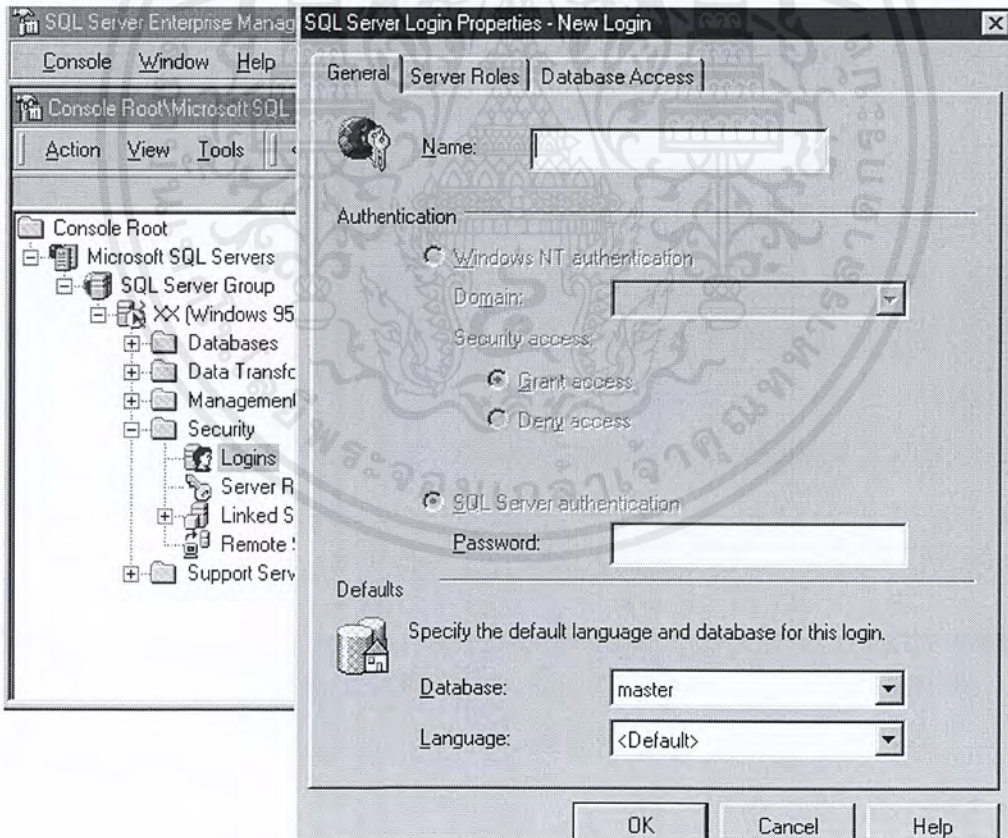 SQL Server Enterprise Manag
Console Window Help
Console Root\Microsoft SQL
Action View Tools
Console Root
Microsoft SQL Servers
SQL Server Group
XX (Windows 95
Databases
Data Transfo
Management
Security
Logins
Server R
Linked S
Remote
Support Serv
SQL Server Login Properties - New Login
General Server Roles Database Access
Name:
Authentication
Windows NT authentication
Domain:
Security access:
Grant access
Deny access
SQL Server authentication
Password:
Defaults
Specify the default language and database for this login.
Database: master
Language: <Default>
OK Cancel Help